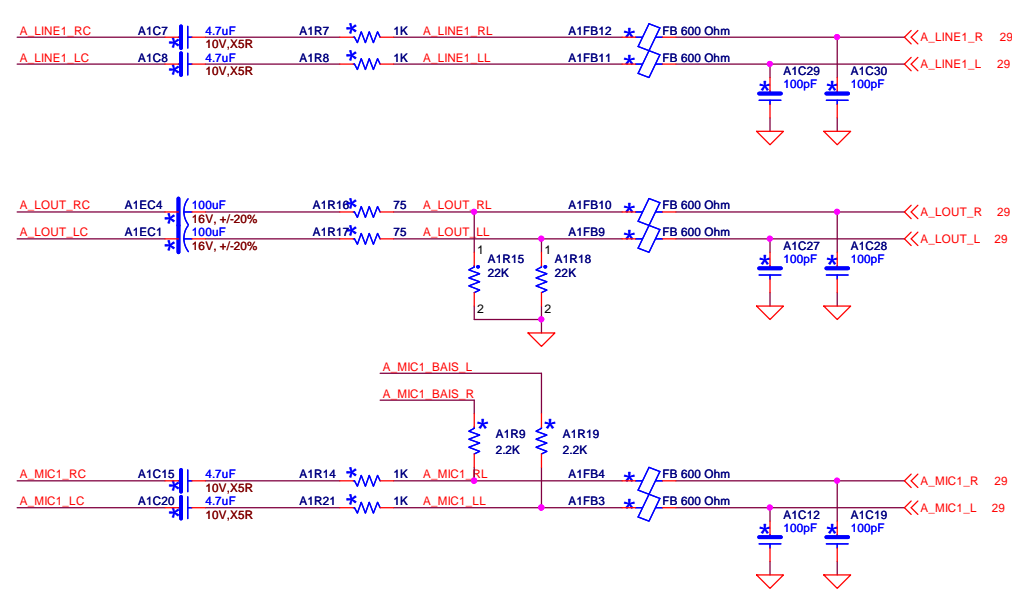 A_LINE1_RC A1C7 4.7uF A1R7 1K A_LINE1_RL A1FB12 FB 600 Ohm A_LINE1_R 29
10V,X5R
A_LINE1_LC A1C8 4.7uF A1R8 1K A_LINE1_LL A1FB11 A_LINE1_L 29
10V,X5R
A1C29 A1C30
100pF 100pF
A_LOUT_RC A1EC4 100uF A1R16 75 A_LOUT_RL A1FB10 FB 600 Ohm A_LOUT_R 29
16V, +/-20%
A_LOUT_LC A1EC1 100uF A1R17 75 A_LOUT_LL A1FB9 FB 600 Ohm A_LOUT_L 29
16V, +/-20%
1 1
A1R15 A1R18 A1C27 A1C28
22K 22K 100pF 100pF
2 2
A_MIC1_BAIS_L
A_MIC1_BAIS_R
A1R9 A1R19
2.2K 2.2K
A_MIC1_RC A1C15 4.7uF A1R14 1K A_MIC1_RL A1FB4 FB 600 Ohm A_MIC1_R 29
10V,X5R
A_MIC1_LC A1C20 4.7uF A1R21 1K A_MIC1_LL A1FB3 FB 600 Ohm A_MIC1_L 29
10V,X5R
A1C12 A1C19
100pF 100pF